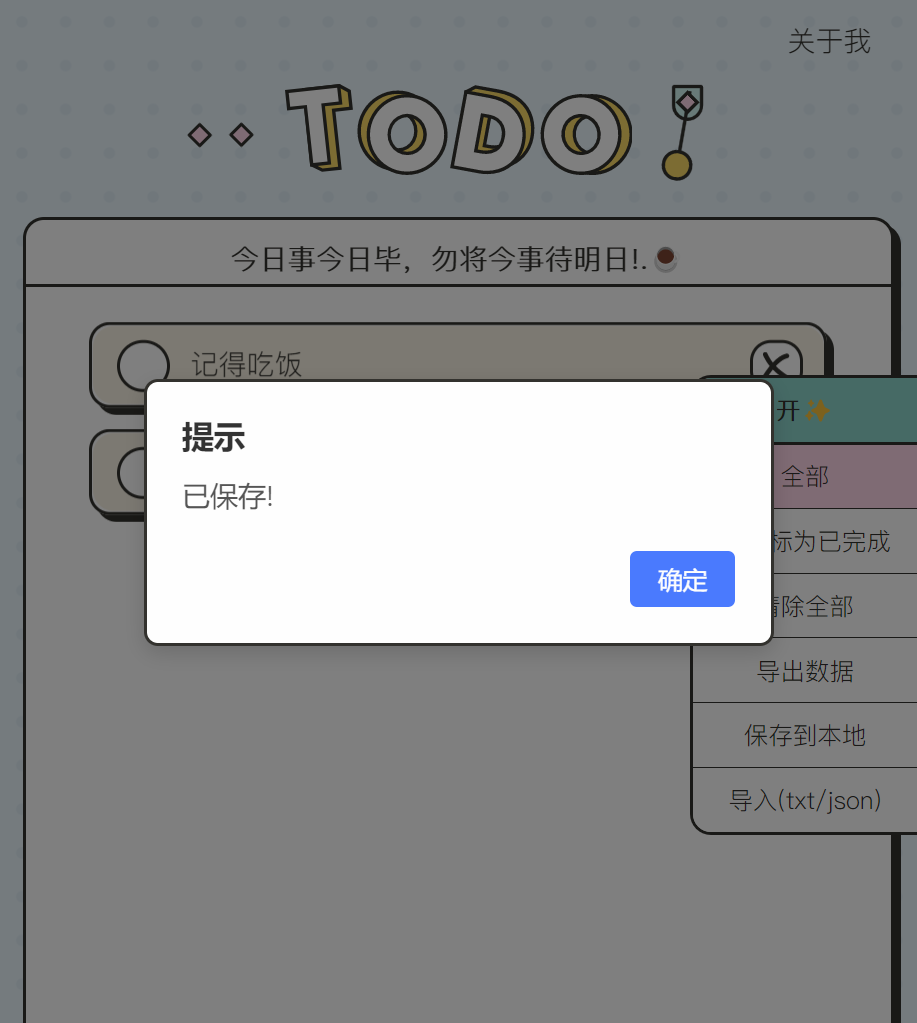 关于我
TODO
今日事今日毕，勿将今事待明日!.
记得吃饭
提示
已保存!
确定
开
全部
标为已完成
清除全部
导出数据
保存到本地
导入(txt/json)